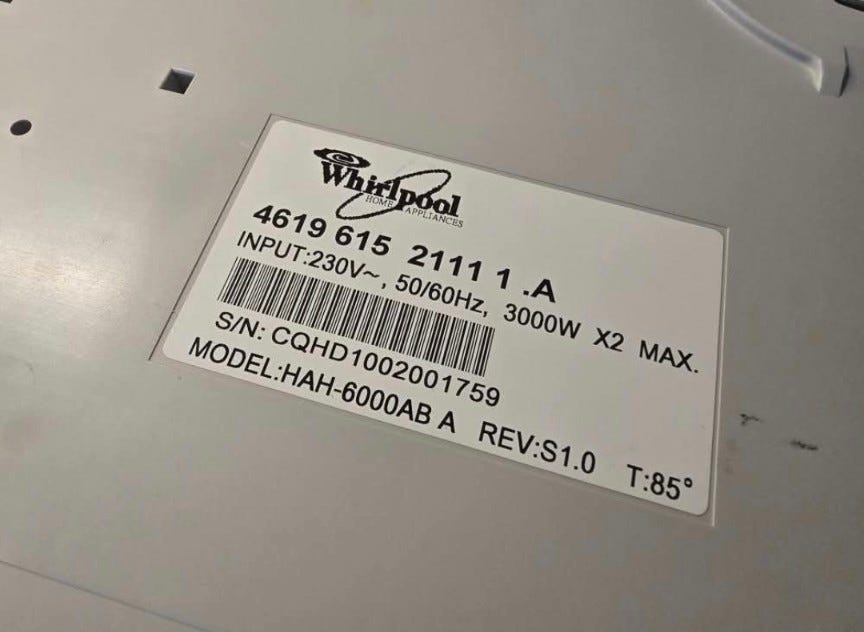 Whirlpool
HOME APPLIANCES
4619 615 2111 1 .A
INPUT:230V~, 50/60Hz, 3000W X2 MAX.
S/N: CQHD1002001759
MODEL:HAH-6000AB A REV:S1.0 T:85°